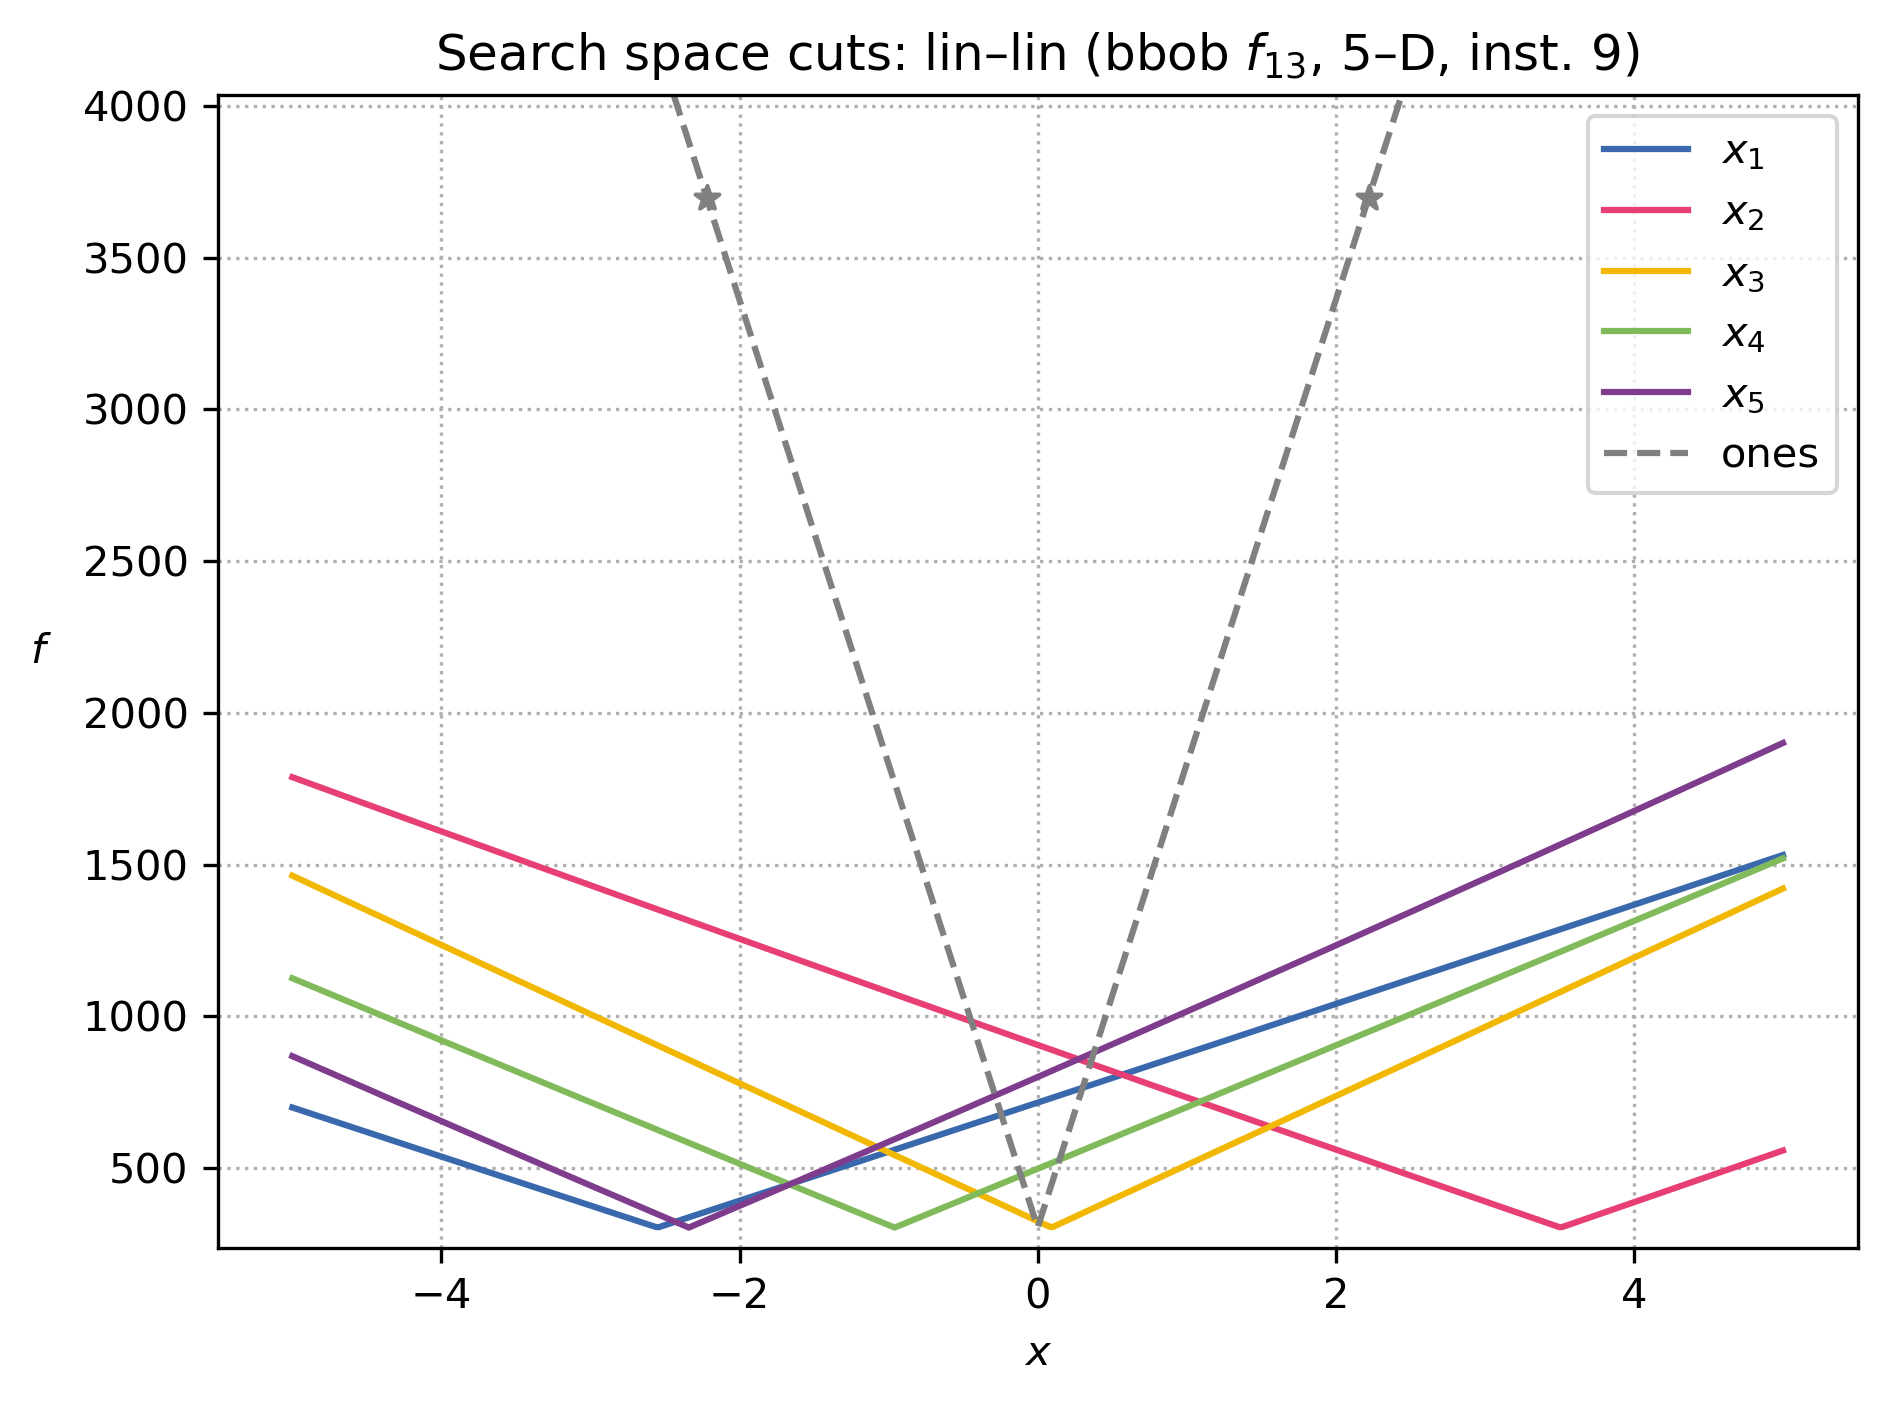 Search space cuts: lin–lin (bbob f₁₃, 5–D, inst. 9)
4000
3500
3000
2500
2000
1500
1000
500
f
−4
−2
0
2
4
x
x₁
x₂
x₃
x₄
x₅
ones